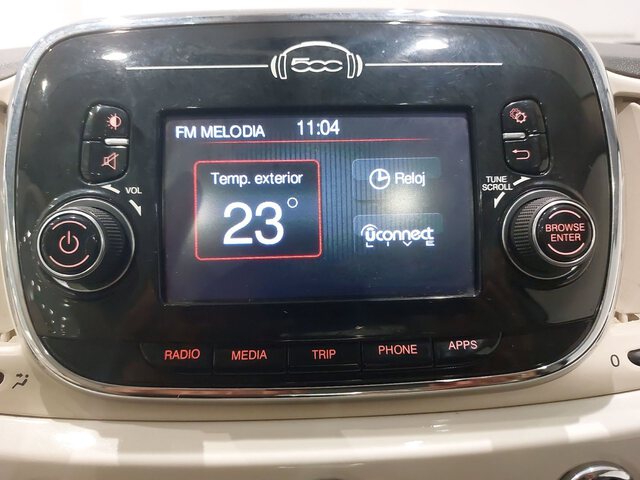 500
FM MELODIA 11:04
Temp. exterior
23°
Reloj
uconnect
LIVE
VOL
TUNE
SCROLL
BROWSE
ENTER
RADIO
MEDIA
TRIP
PHONE
APPS
0